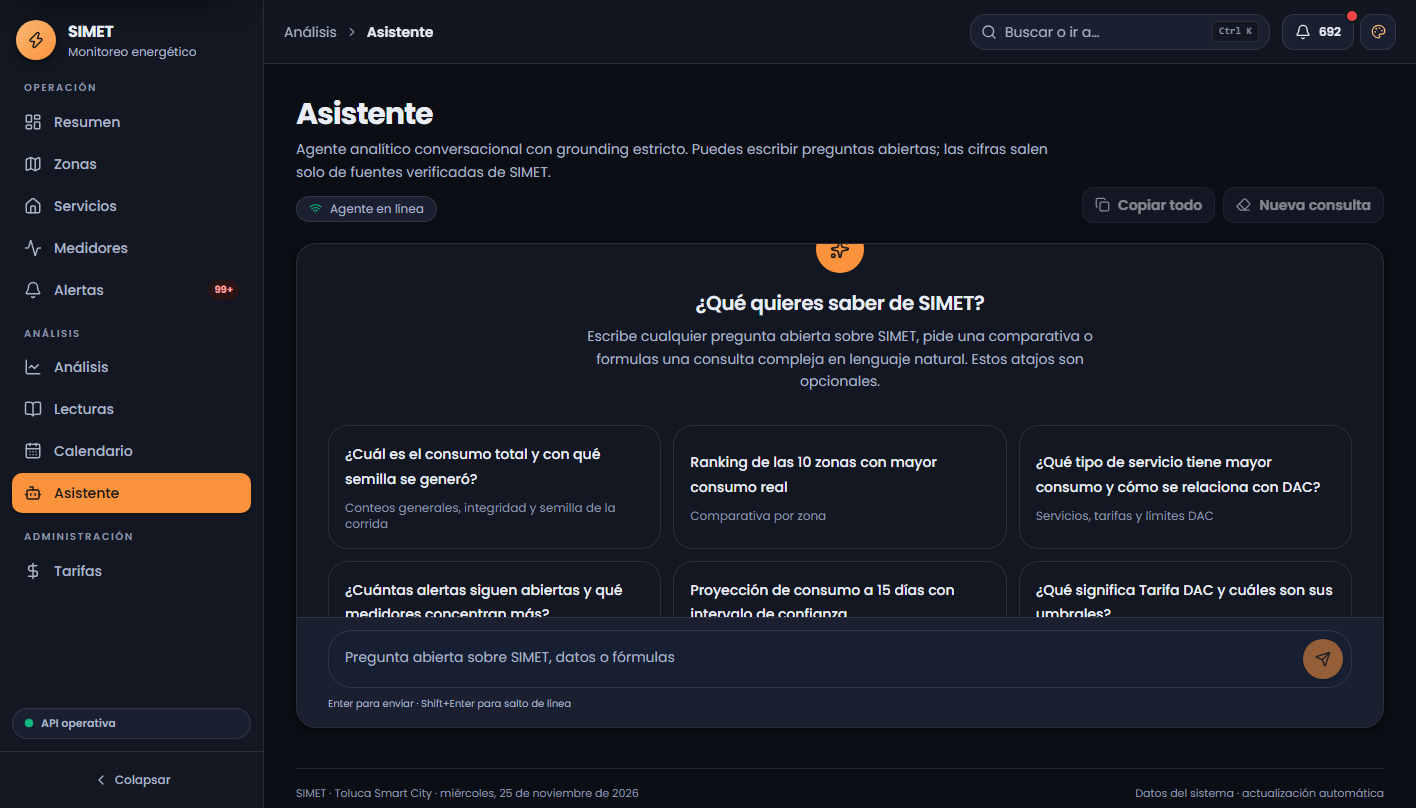 SIMET
Monitoreo energético
OPERACIÓN
Resumen
Zonas
Servicios
Medidores
Alertas
99+
ANÁLISIS
Análisis
Lecturas
Calendario
Asistente
ADMINISTRACIÓN
Tarifas
API operativa
Colapsar
Análisis > Asistente
Buscar o ir a...
Ctrl K
692
Asistente
Agente analítico conversacional con grounding estricto. Puedes escribir preguntas abiertas; las cifras salen
solo de fuentes verificadas de SIMET.
Agente en línea
Copiar todo
Nueva consulta
¿Qué quieres saber de SIMET?
Escribe cualquier pregunta abierta sobre SIMET, pide una comparativa o
formulas una consulta compleja en lenguaje natural. Estos atajos son
opcionales.
¿Cuál es el consumo total y con qué
semilla se generó?
Conteos generales, integridad y semilla de la
corrida
Ranking de las 10 zonas con mayor
consumo real
Comparativa por zona
¿Qué tipo de servicio tiene mayor
consumo y cómo se relaciona con DAC?
Servicios, tarifas y límites DAC
¿Cuántas alertas siguen abiertas y qué
medidores concentran más?
Proyección de consumo a 15 días con
intervalo de confianza
¿Qué significa Tarifa DAC y cuáles son sus
umbrales?
Pregunta abierta sobre SIMET, datos o fórmulas
Enter para enviar · Shift+Enter para salto de línea
SIMET · Toluca Smart City · miércoles, 25 de noviembre de 2026
Datos del sistema · actualización automática